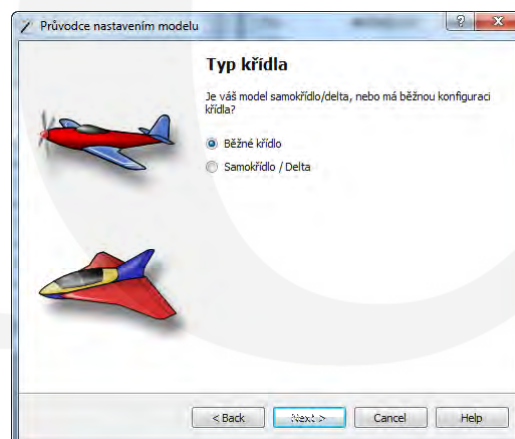 Průvodce nastavením modelu
Typ křídla
Je váš model samokřídlo/delta, nebo má běžnou konfiguraci
křídla?
Běžné křídlo
Samokřídlo / Delta
< Back
Next >
Cancel
Help